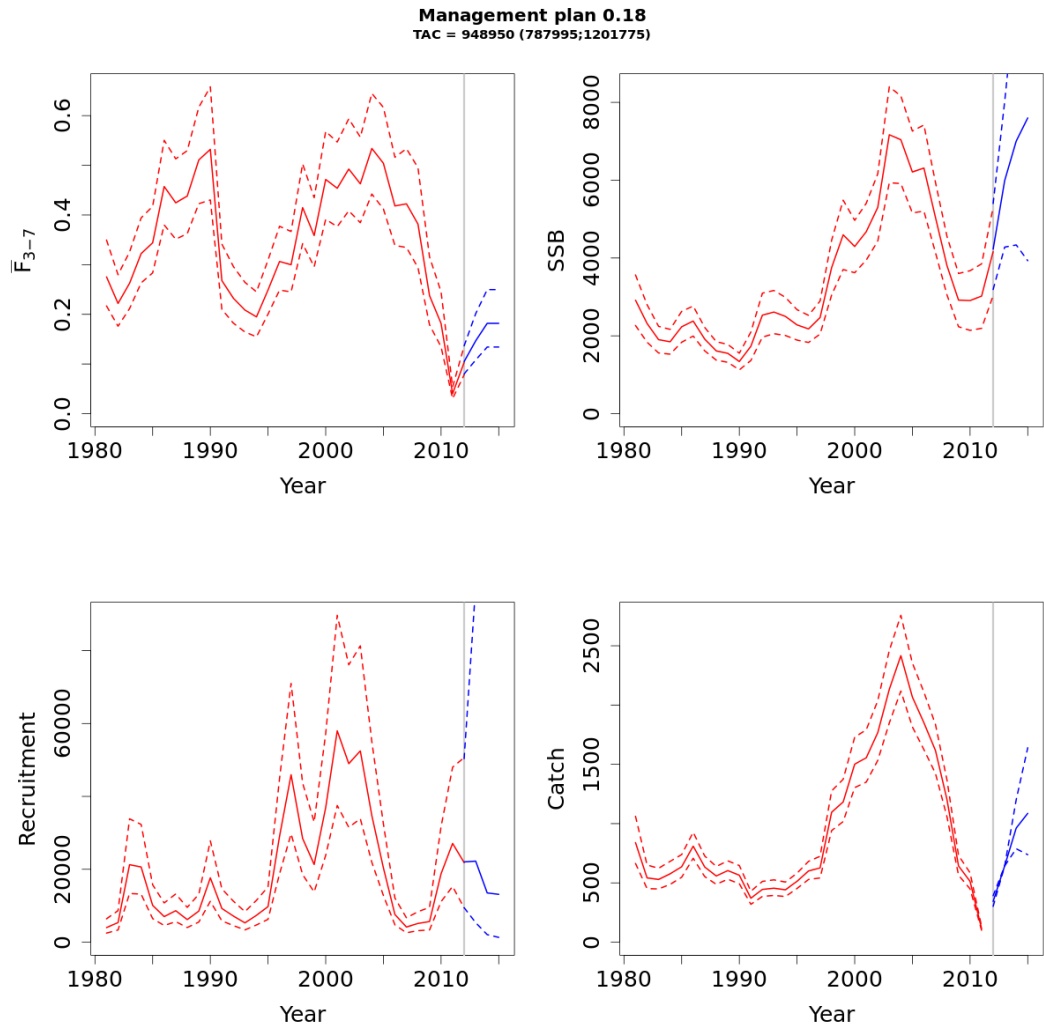 Management plan 0.18
TAC = 948950 (787995;1201775)
F̅3−7
0.6
0.4
0.2
0.0
1980 1990 2000 2010
Year
SSB
8000
6000
4000
2000
0
1980 1990 2000 2010
Year
Recruitment
60000
20000
0
1980 1990 2000 2010
Year
Catch
2500
1500
500
0
1980 1990 2000 2010
Year